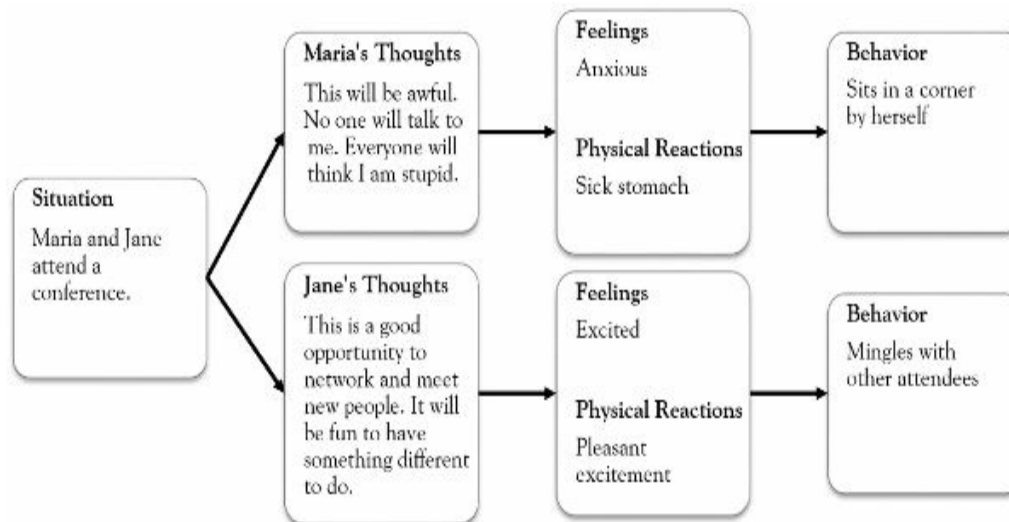 Situation
Maria and Jane
attend a
conference.
Maria's Thoughts
This will be awful.
No one will talk to
me. Everyone will
think I am stupid.
Feelings
Anxious
Physical Reactions
Sick stomach
Behavior
Sits in a corner
by herself
Jane's Thoughts
This is a good
opportunity to
network and meet
new people. It will
be fun to have
something different
to do.
Feelings
Excited
Physical Reactions
Pleasant
excitement
Behavior
Mingles with
other attendees